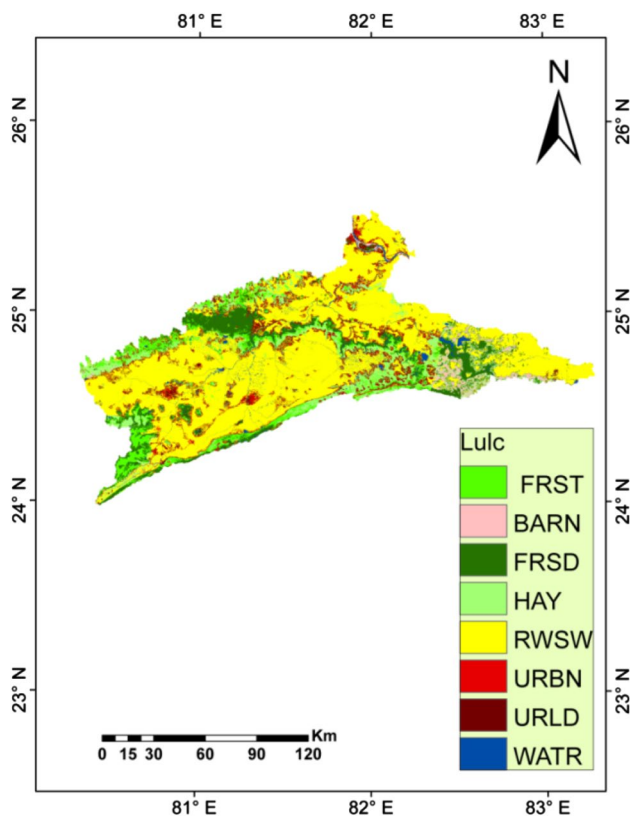 81° E 82° E 83° E
N
26° N 26° N
25° N 25° N
24° N 24° N
23° N 23° N
Lulc
FRST
BARN
FRSD
HAY
RWSW
URBN
URLD
WATR
Km
0 15 30 60 90 120
81° E 82° E 83° E